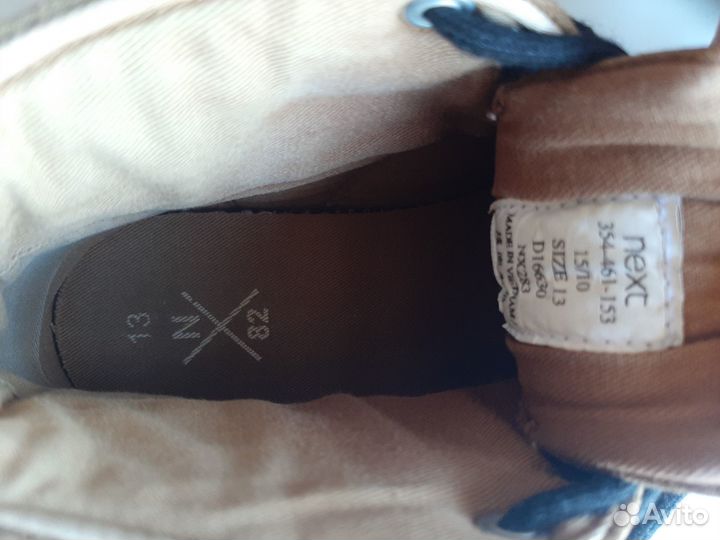 next
354-461-153
15/10
SIZE 13
D16630
NX283
MADE IN VIETNAM
13
N
82
Avito